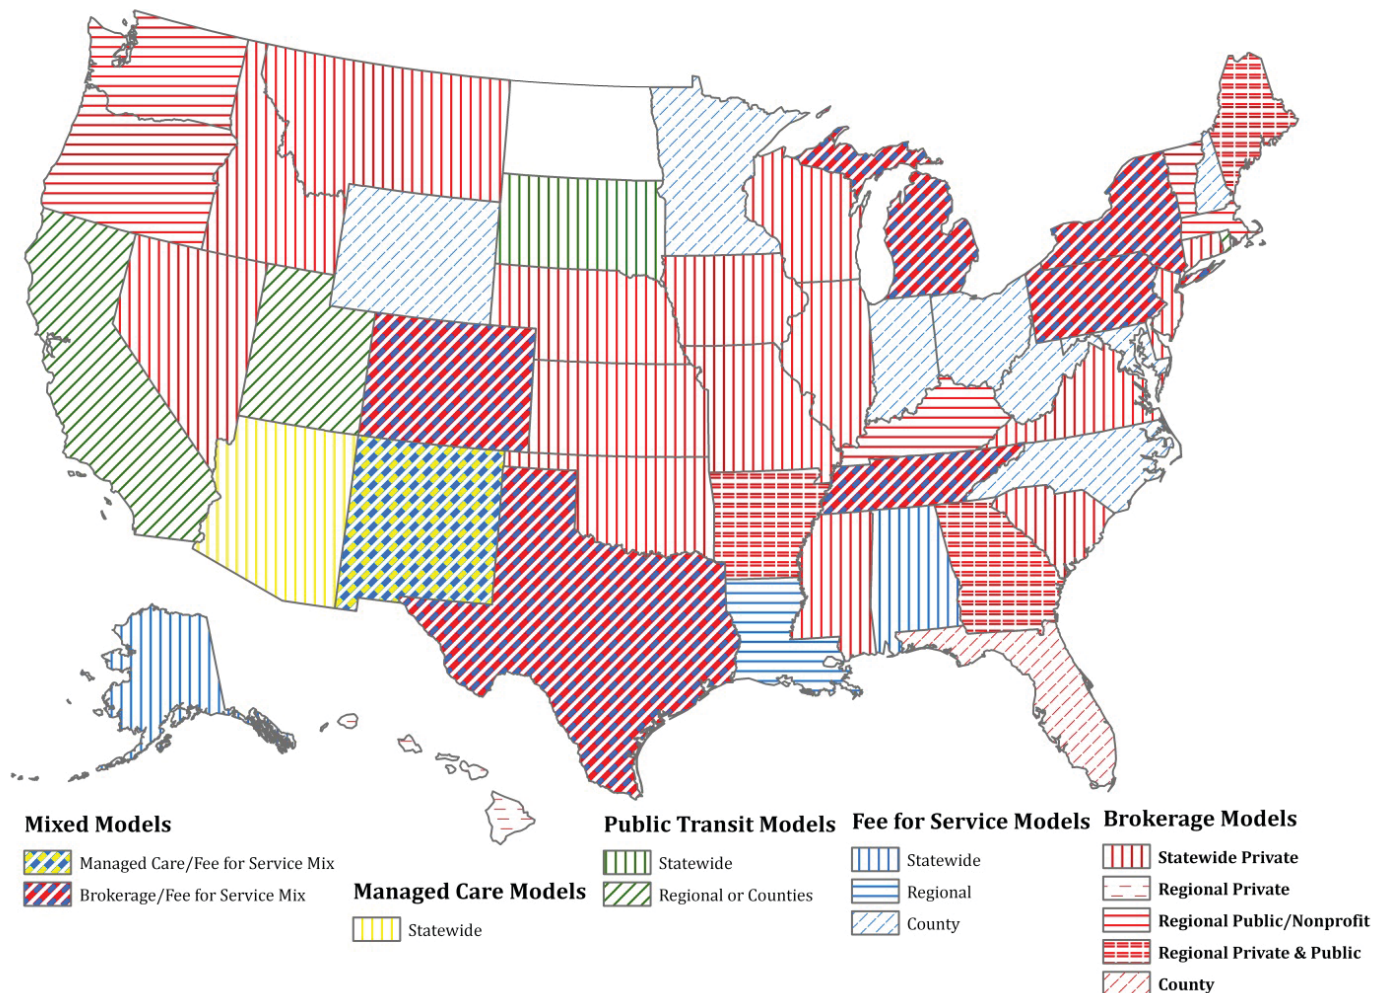 Mixed Models
Managed Care/Fee for Service Mix
Brokerage/Fee for Service Mix
Managed Care Models
Statewide
Public Transit Models
Statewide
Regional or Counties
Fee for Service Models
Statewide
Regional
County
Brokerage Models
Statewide Private
Regional Private
Regional Public/Nonprofit
Regional Private & Public
County